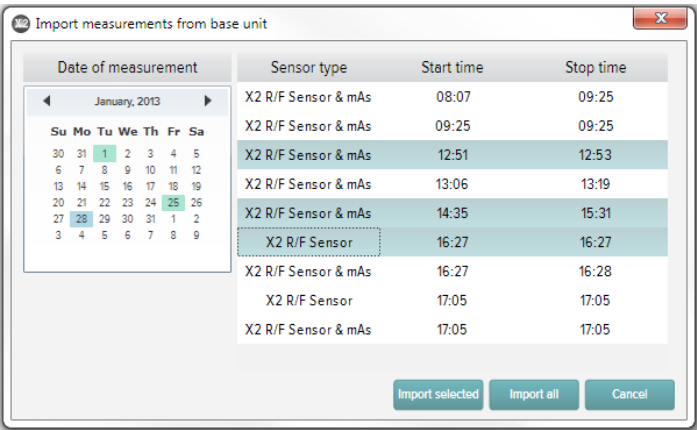 X2 Import measurements from base unit
x
Date of measurement
January, 2013
Su Mo Tu We Th Fr Sa
30 31 1 2 3 4 5
6 7 8 9 10 11 12
13 14 15 16 17 18 19
20 21 22 23 24 25 26
27 28 29 30 31 1 2
3 4 5 6 7 8 9
Sensor type Start time Stop time
X2 R/F Sensor & mAs 08:07 09:25
X2 R/F Sensor & mAs 09:25 09:25
X2 R/F Sensor & mAs 12:51 12:53
X2 R/F Sensor & mAs 13:06 13:19
X2 R/F Sensor & mAs 14:35 15:31
X2 R/F Sensor 16:27 16:27
X2 R/F Sensor & mAs 16:27 16:28
X2 R/F Sensor 17:05 17:05
X2 R/F Sensor & mAs 17:05 17:05
Import selected Import all Cancel